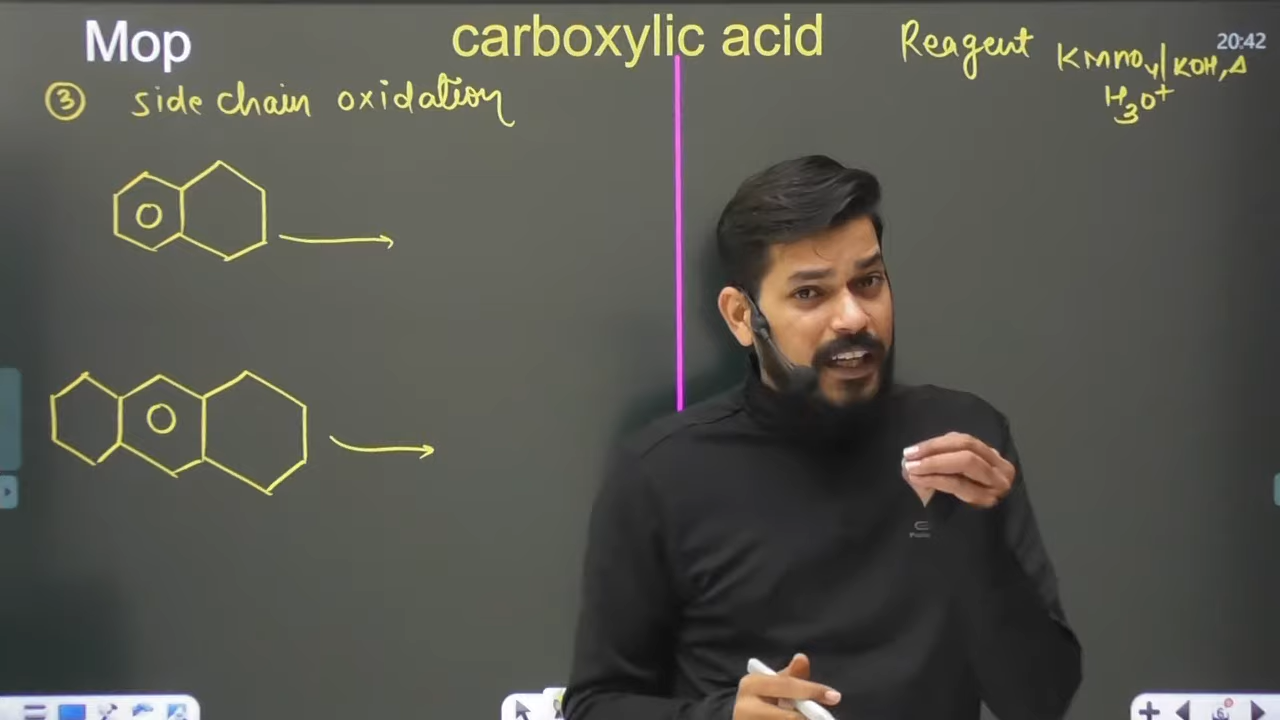 Mop
carboxylic acid
Reagent KMnO4/KOH, Δ
H3O+
20:42
③ side chain oxidation